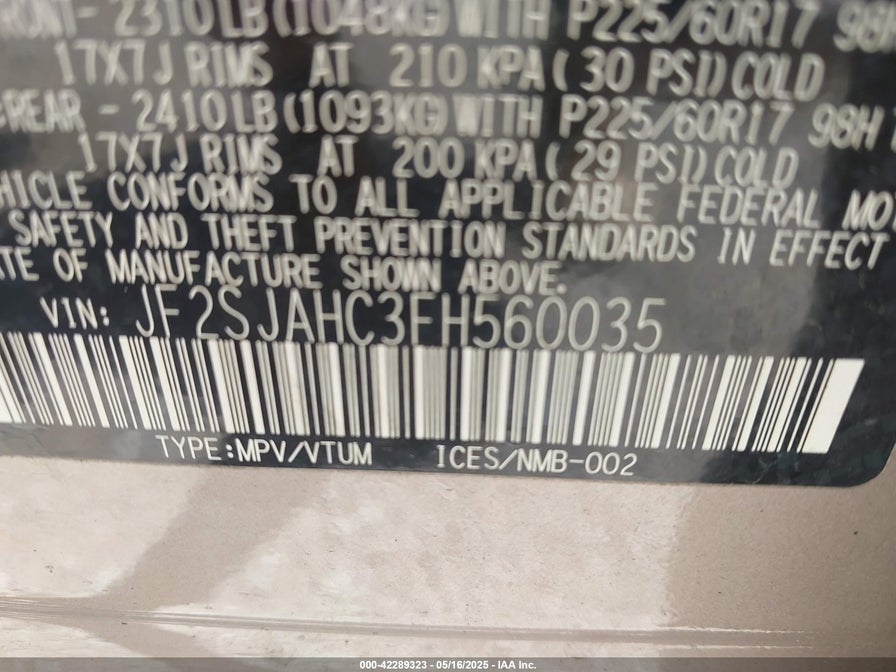 FRONT- 2310LB(1048KG)WITH P225/60R17 98H
17X7J RIMS AT 210 KPA(30 PSI)COLD
REAR - 2410LB(1093KG)WITH P225/60R17 98H
17X7J RIMS AT 200 KPA(29 PSI)COLD
VEHICLE CONFORMS TO ALL APPLICABLE FEDERAL MO
SAFETY AND THEFT PREVENTION STANDARDS IN EFFECT
ATE OF MANUFACTURE SHOWN ABOVE.
VIN: JF2SJAHC3FH560035
TYPE:MPV/VTUM ICES/NMB-002
000-42289323 - 05/16/2025 - IAA Inc.